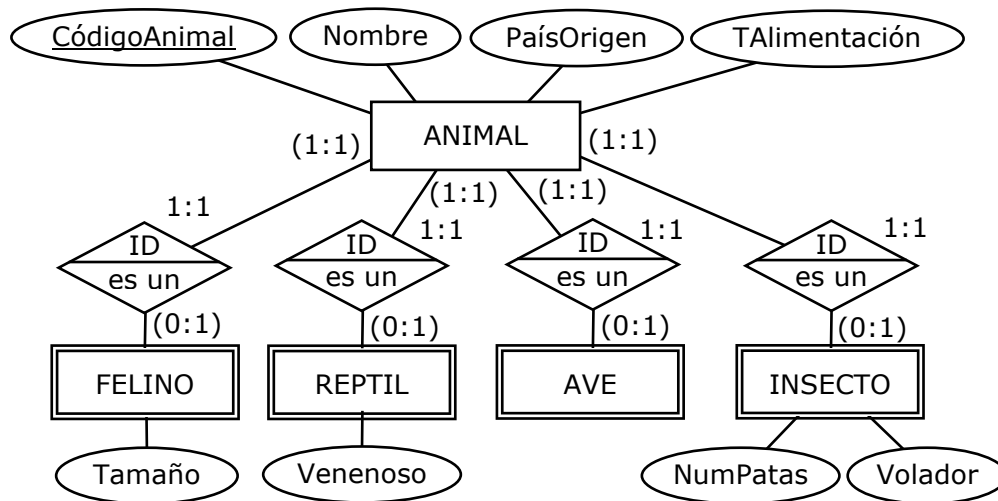 CódigoAnimal Nombre PaísOrigen TAlimentación
ANIMAL
(1:1) (1:1)
(1:1) (1:1)
1:1 1:1 1:1 1:1
ID ID ID ID
es un es un es un es un
(0:1) (0:1) (0:1) (0:1)
FELINO REPTIL AVE INSECTO
Tamaño Venenoso NumPatas Volador